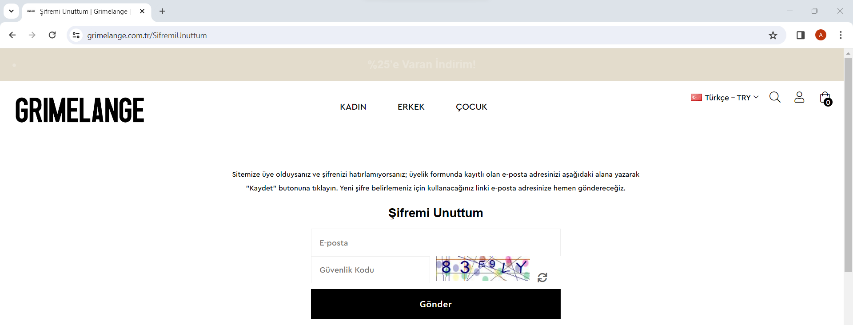 Şifremi Unuttum | Grimelange |
grimelange.com.tr/SifremiUnuttum
A
%25'e Varan İndirim!
GRIMELANGE
KADIN
ERKEK
ÇOCUK
Türkçe - TRY
0
Sitemize üye olduysanız ve şifrenizi hatırlamıyorsanız; üyelik formunda kayıtlı olan e-posta adresinizi aşağıdaki alana yazarak
"Kaydet" butonuna tıklayın. Yeni şifre belirlemeniz için kullanacağınız linki e-posta adresinize hemen göndereceğiz.
Şifremi Unuttum
E-posta
Güvenlik Kodu
Gönder